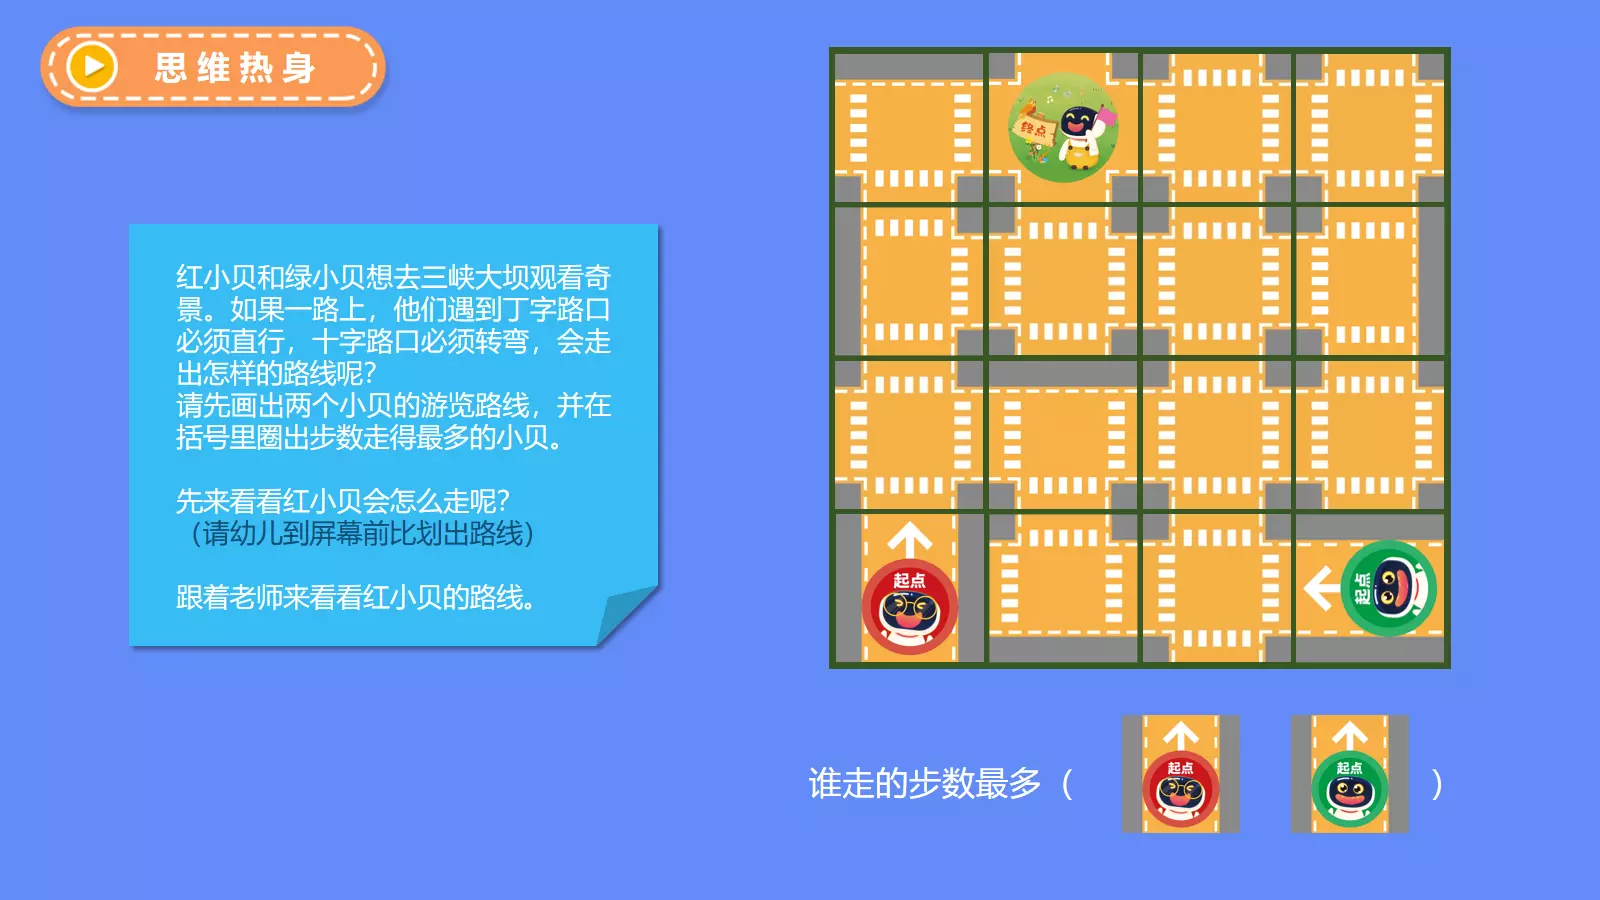 思维热身
红小贝和绿小贝想去三峡大坝观看奇
景。如果一路上，他们遇到丁字路口
必须直行，十字路口必须转弯，会走
出怎样的路线呢？
请先画出两个小贝的游览路线，并在
括号里圈出步数走得最多的小贝。
先来看看红小贝会怎么走呢？
（请幼儿到屏幕前比划出路线）
跟着老师来看看红小贝的路线。
终点
起点
起点
谁走的步数最多（ ）
起点
起点